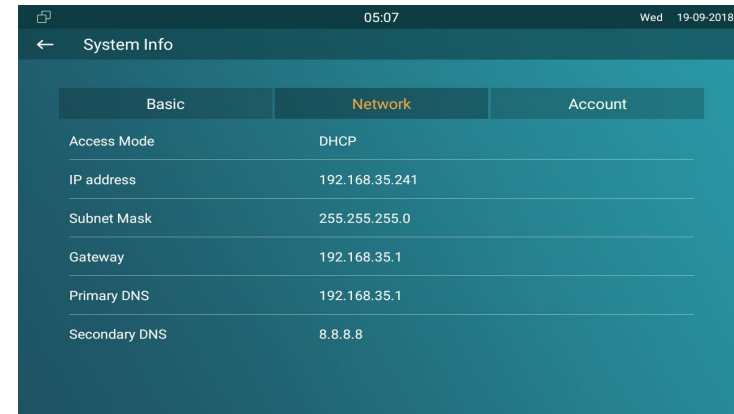 05:07 Wed 19-09-2018
System Info
Basic Network Account
Access Mode DHCP
IP address 192.168.35.241
Subnet Mask 255.255.255.0
Gateway 192.168.35.1
Primary DNS 192.168.35.1
Secondary DNS 8.8.8.8